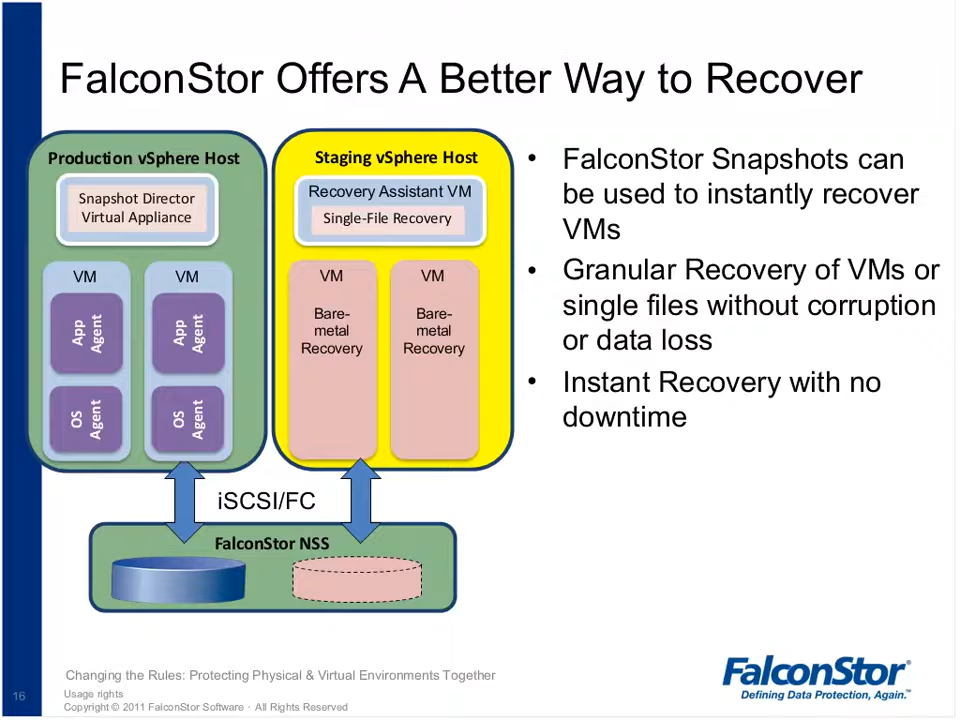 FalconStor Offers A Better Way to Recover
Production vSphere Host
Snapshot Director
Virtual Appliance
VM
App
Agent
OS
Agent
VM
App
Agent
OS
Agent
Staging vSphere Host
Recovery Assistant VM
Single-File Recovery
VM
Bare-
metal
Recovery
VM
Bare-
metal
Recovery
iSCSI/FC
FalconStor NSS
• FalconStor Snapshots can
be used to instantly recover
VMs
• Granular Recovery of VMs or
single files without corruption
or data loss
• Instant Recovery with no
downtime
Changing the Rules: Protecting Physical & Virtual Environments Together
16
Usage rights
Copyright © 2011 FalconStor Software · All Rights Reserved
FalconStor®
Defining Data Protection, Again.™